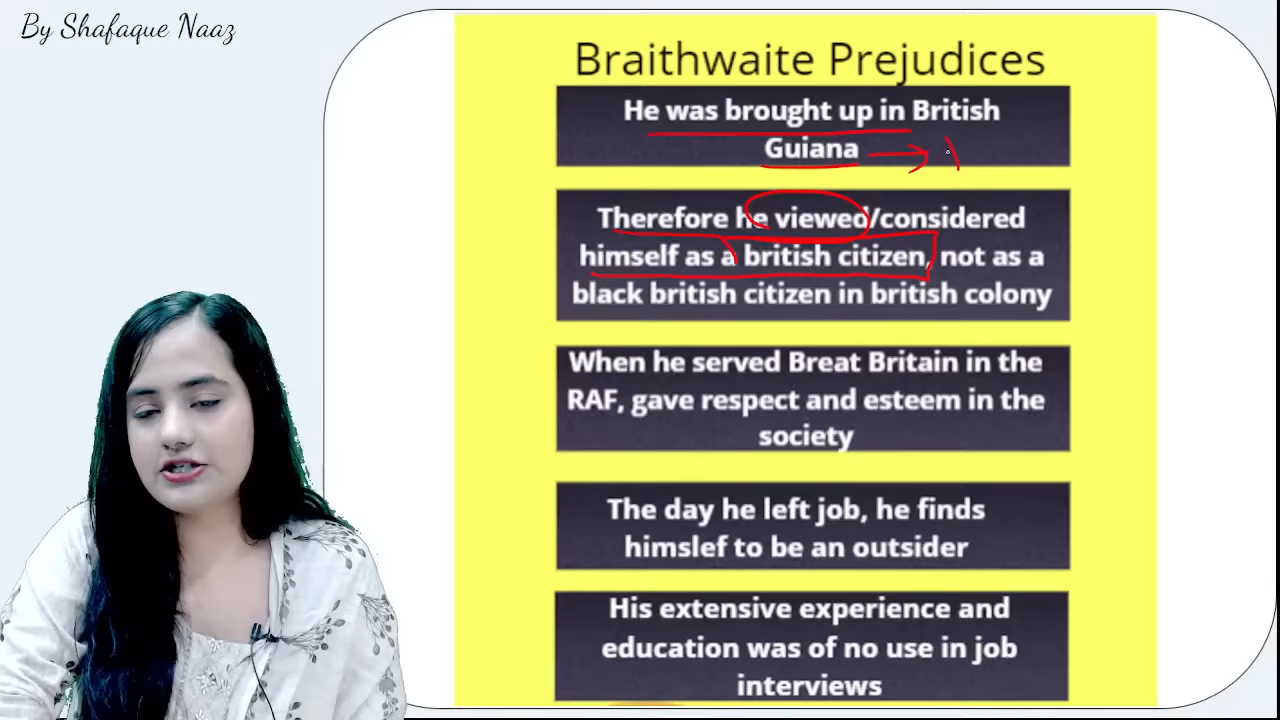 By Shafaque Naaz
Braithwaite Prejudices
He was brought up in British
Guiana
Therefore he viewed/considered
himself as a british citizen, not as a
black british citizen in british colony
When he served Breat Britain in the
RAF, gave respect and esteem in the
society
The day he left job, he finds
himslef to be an outsider
His extensive experience and
education was of no use in job
interviews